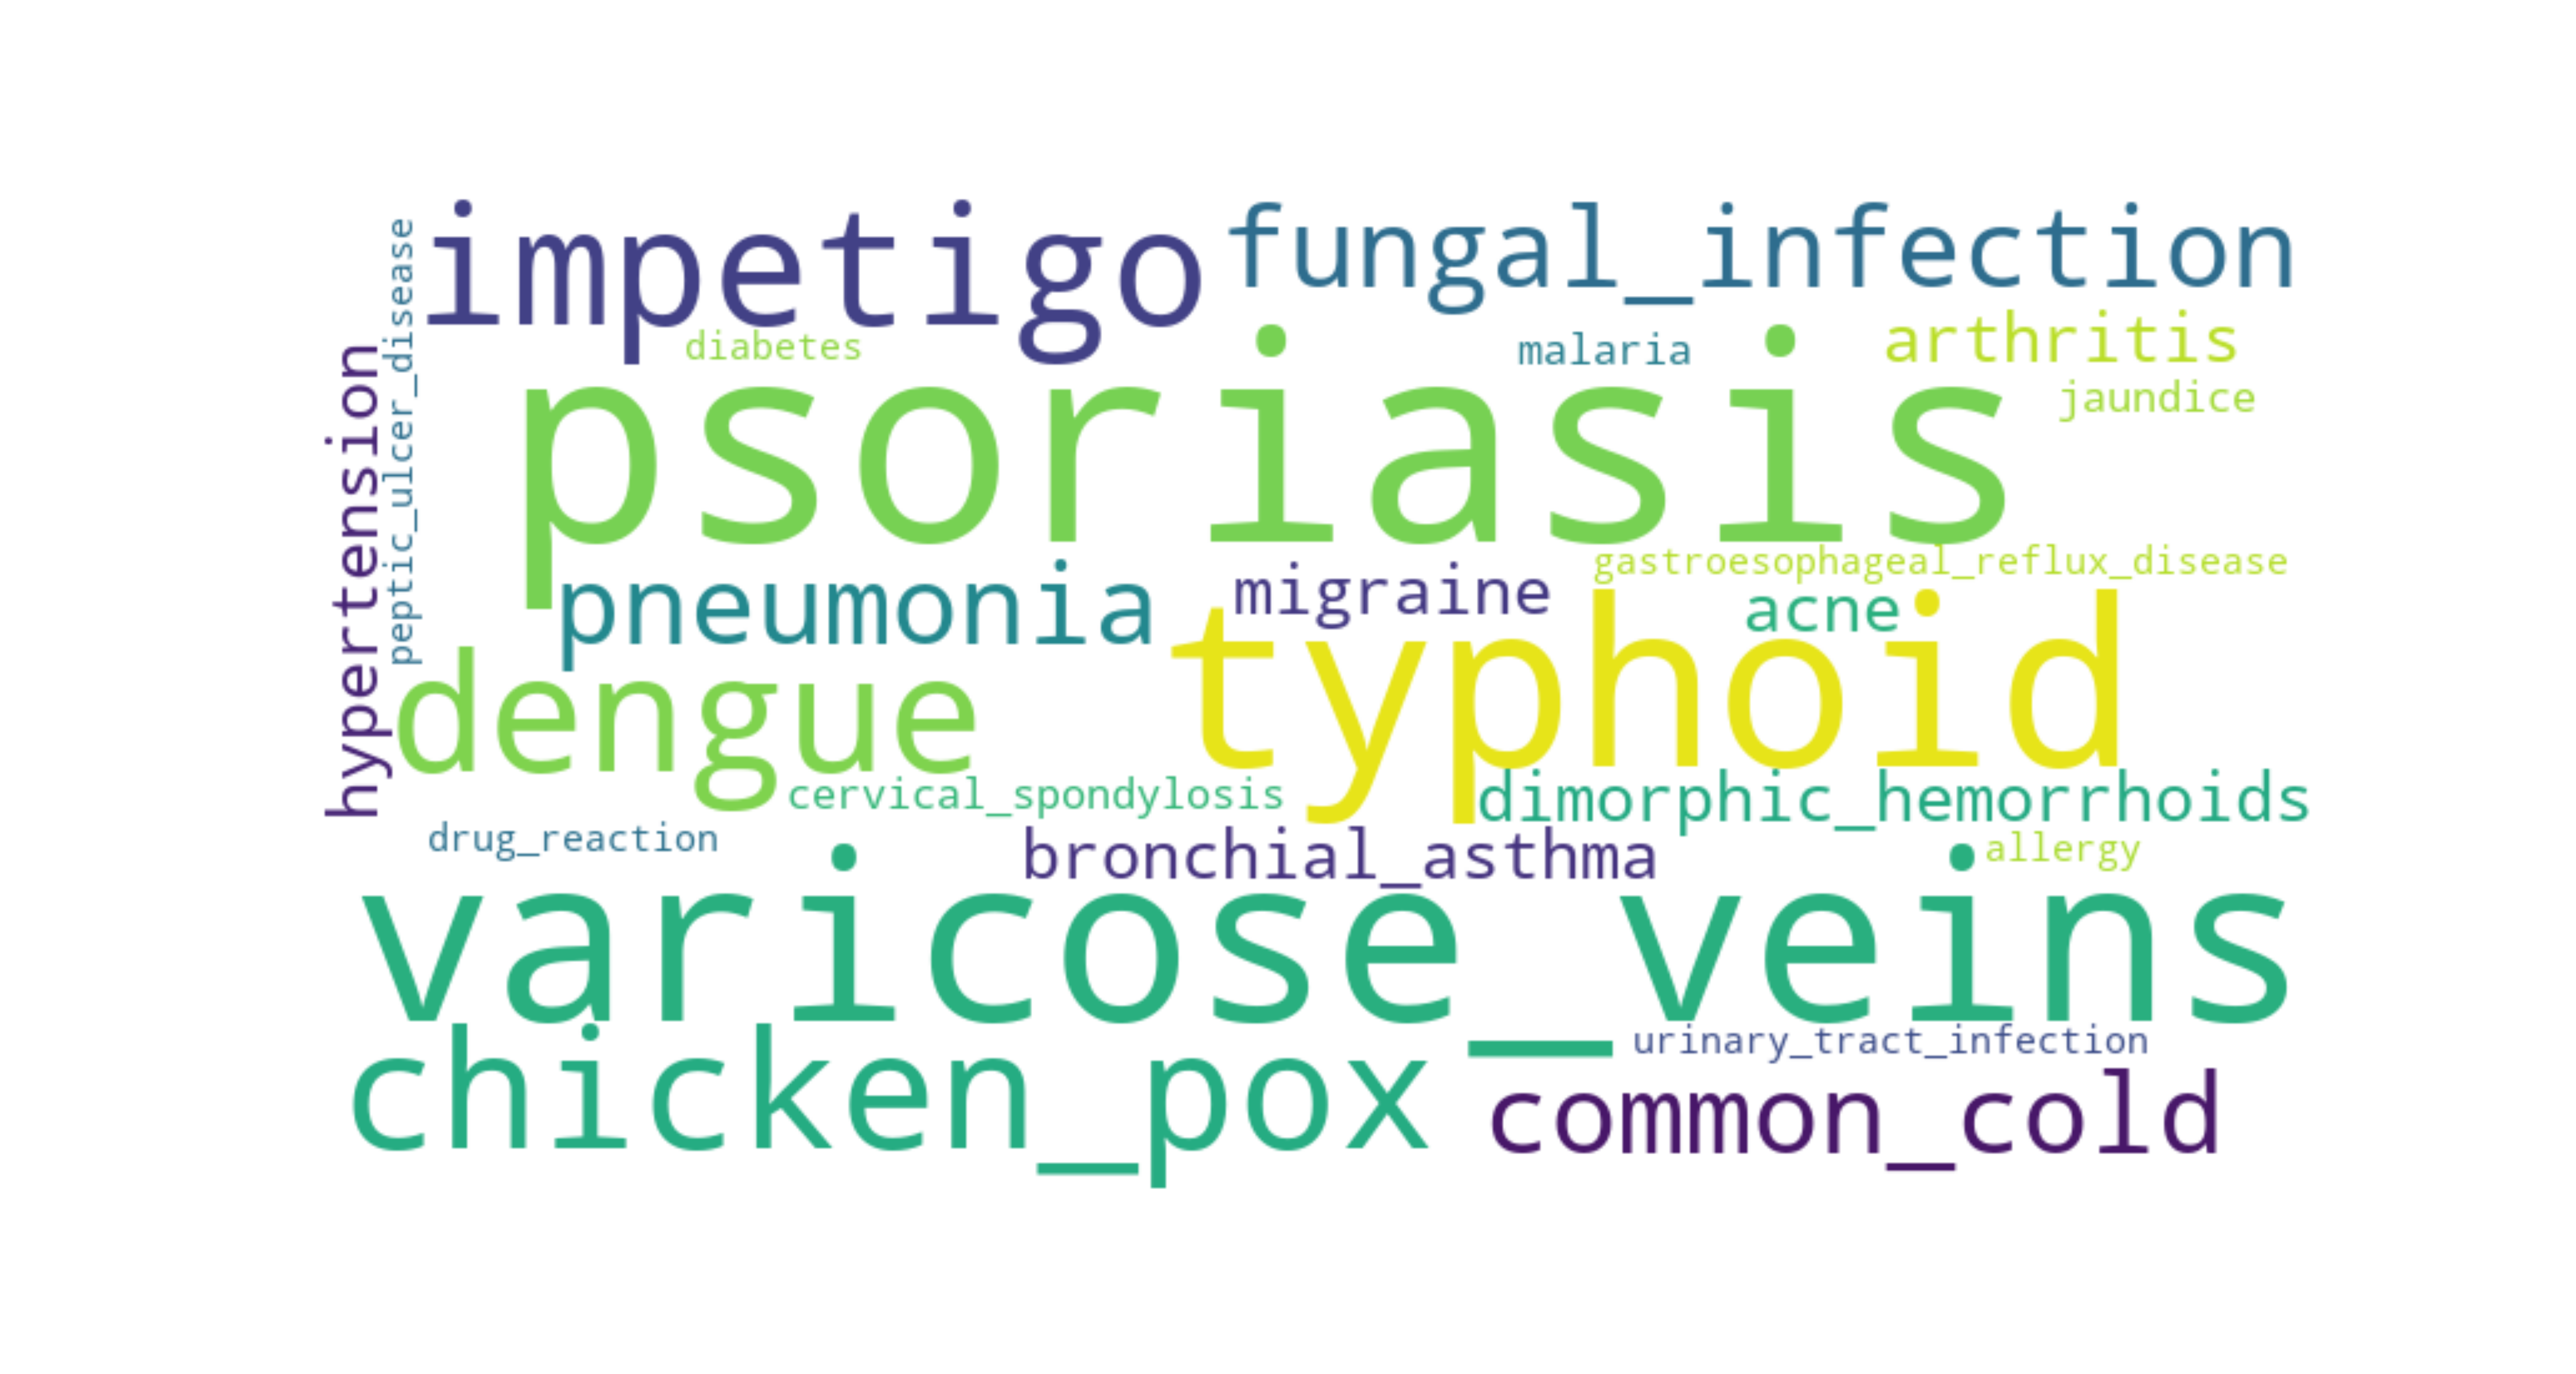 impetigo
fungal_infection
peptic_ulcer_disease
hypertension
diabetes
malaria
arthritis
jaundice
psoriasis
gastroesophageal_reflux_disease
pneumonia
migraine
acne
typhoid
dengue
cervical_spondylosis
dimorphic_hemorrhoids
drug_reaction
bronchial_asthma
allergy
varicose_veins
urinary_tract_infection
chicken_pox
common_cold